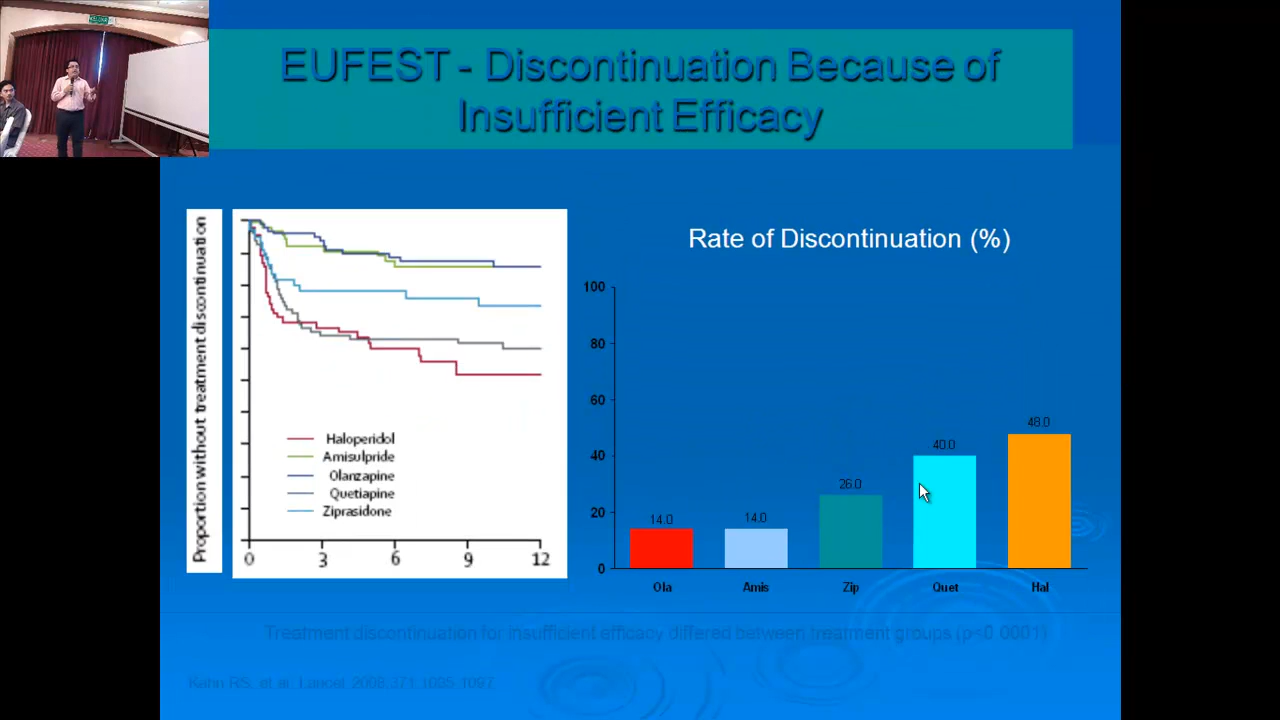 EUFEST - Discontinuation Because of
Insufficient Efficacy
Proportion without treatment discontinuation
Haloperidol
Amisulpride
Olanzapine
Quetiapine
Ziprasidone
0 3 6 9 12
Rate of Discontinuation (%)
100
80
60
40
20
0
14.0 14.0 26.0 40.0 48.0
Ola Amis Zip Quet Hal
Treatment discontinuation for insufficient efficacy differed between treatment groups (p<0.0001)
Kahn RS, et al. Lancet 2008;371:1085-1097